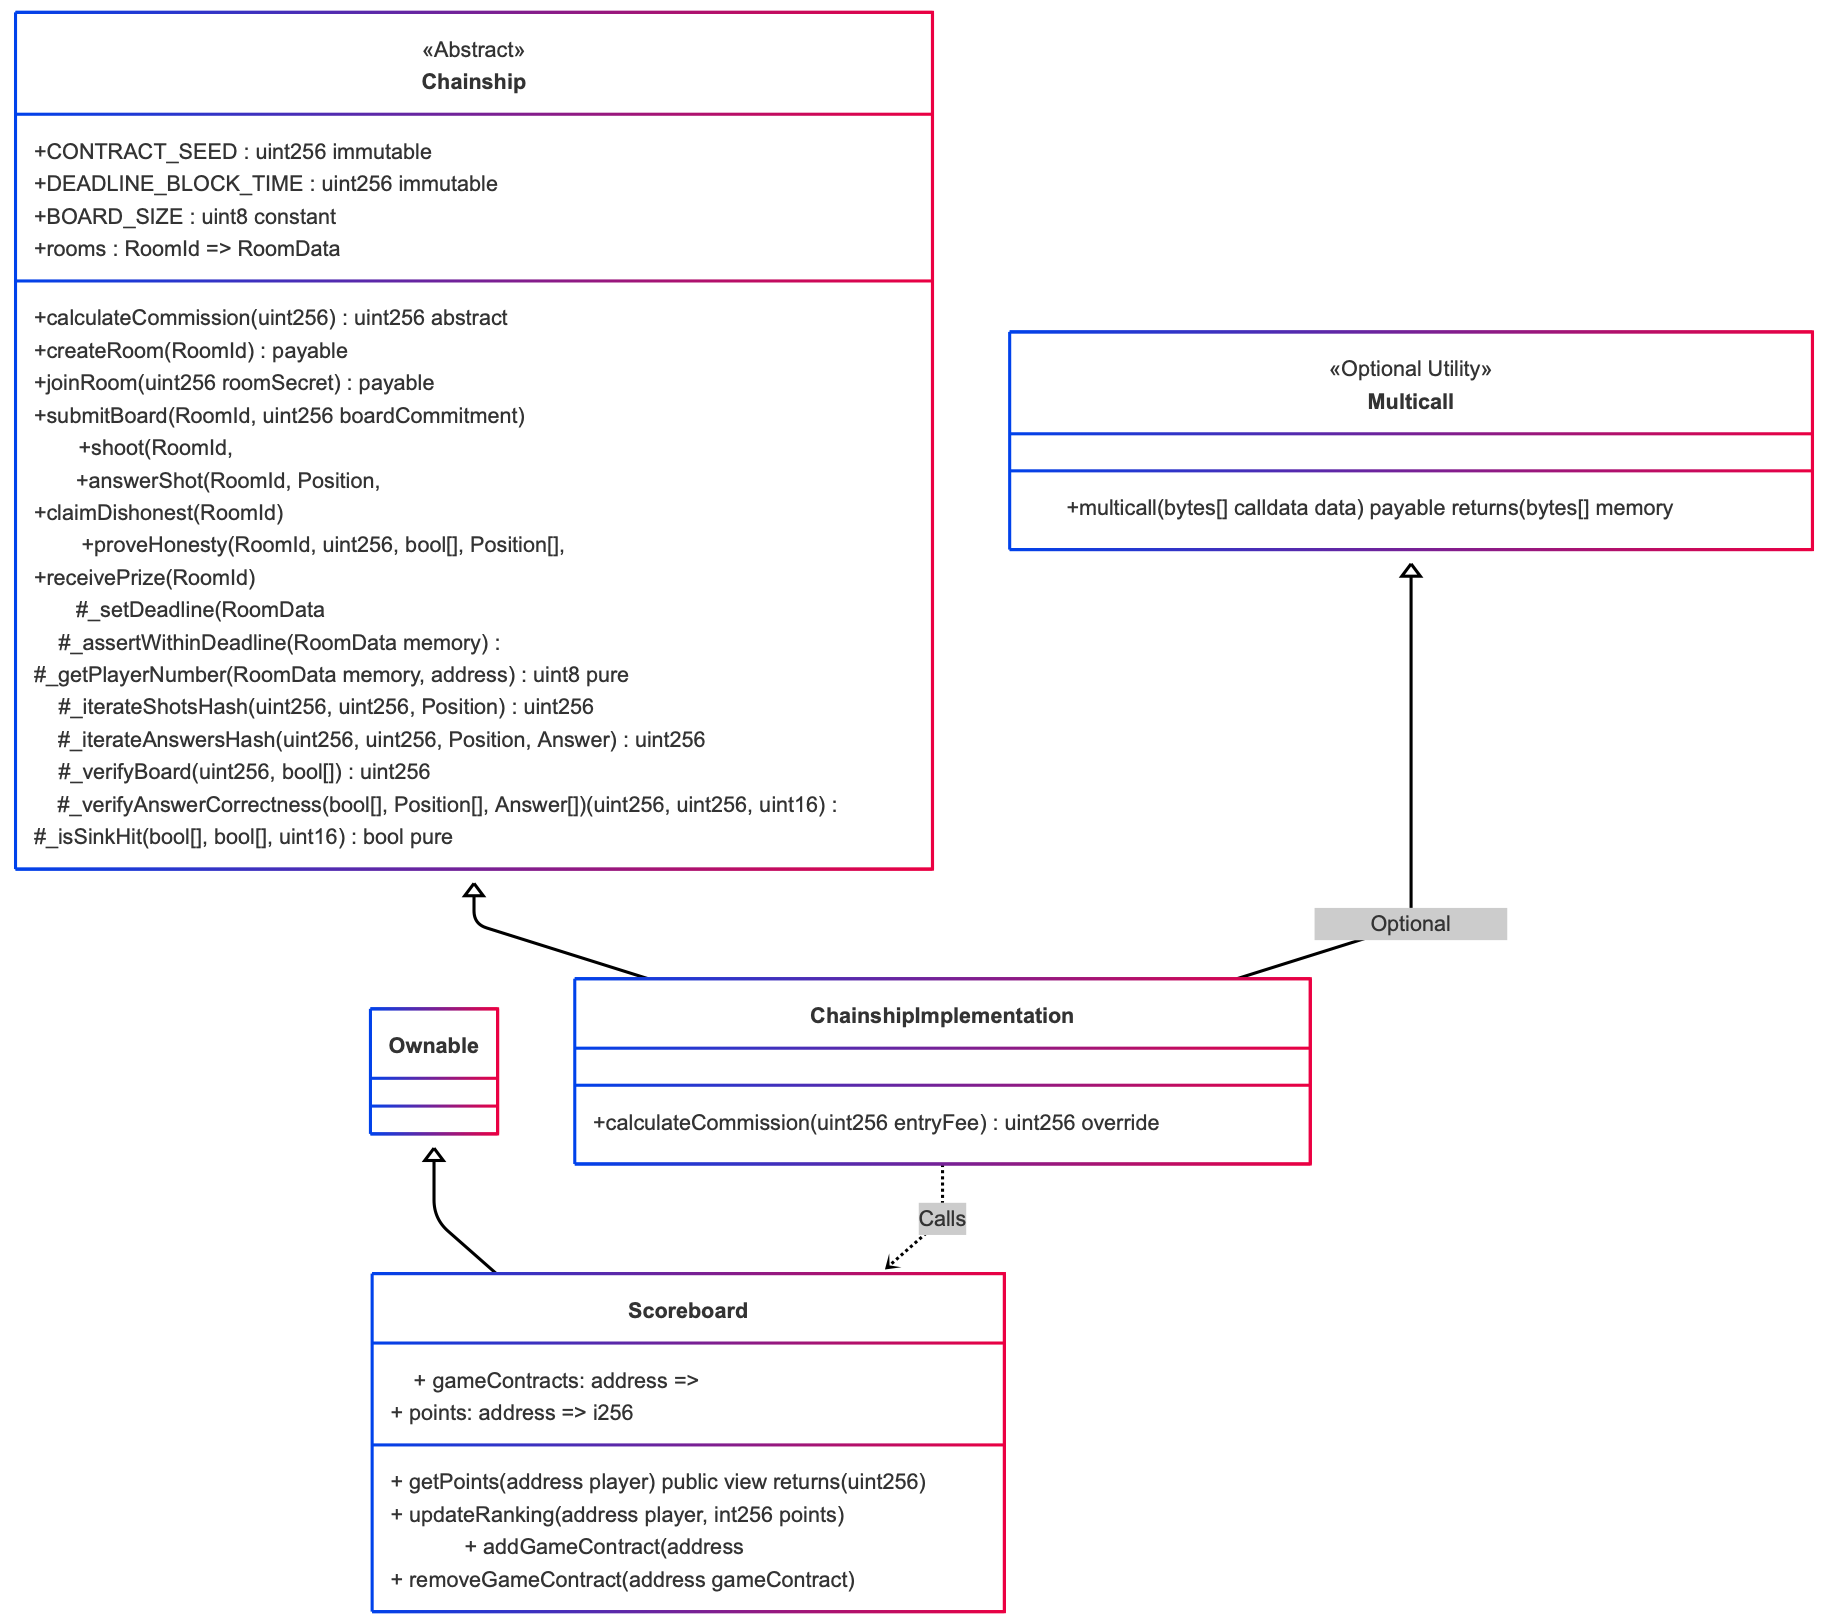 «Abstract»
Chainship
+CONTRACT_SEED : uint256 immutable
+DEADLINE_BLOCK_TIME : uint256 immutable
+BOARD_SIZE : uint8 constant
+rooms : RoomId => RoomData
+calculateCommission(uint256) : uint256 abstract
+createRoom(RoomId) : payable
+joinRoom(uint256 roomSecret) : payable
+submitBoard(RoomId, uint256 boardCommitment)
+shoot(RoomId,
+answerShot(RoomId, Position,
+claimDishonest(RoomId)
+proveHonesty(RoomId, uint256, bool[], Position[],
+receivePrize(RoomId)
#_setDeadline(RoomData
#_assertWithinDeadline(RoomData memory) :
#_getPlayerNumber(RoomData memory, address) : uint8 pure
#_iterateShotsHash(uint256, uint256, Position) : uint256
#_iterateAnswersHash(uint256, uint256, Position, Answer) : uint256
#_verifyBoard(uint256, bool[]) : uint256
#_verifyAnswerCorrectness(bool[], Position[], Answer[])(uint256, uint256, uint16) :
#_isSinkHit(bool[], bool[], uint16) : bool pure
«Optional Utility»
Multicall
+multicall(bytes[] calldata data) payable returns(bytes[] memory
Optional
ChainshipImplementation
+calculateCommission(uint256 entryFee) : uint256 override
Ownable
Calls
Scoreboard
+ gameContracts: address =>
+ points: address => i256
+ getPoints(address player) public view returns(uint256)
+ updateRanking(address player, int256 points)
+ addGameContract(address
+ removeGameContract(address gameContract)